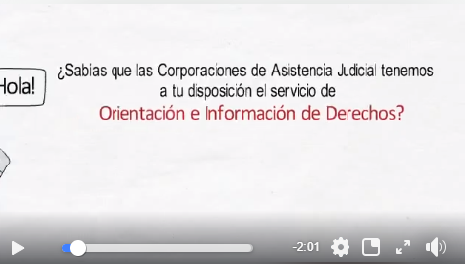 Hola!
¿Sabías que las Corporaciones de Asistencia Judicial tenemos
a tu disposición el servicio de
Orientación e Información de Derechos?
-2:01